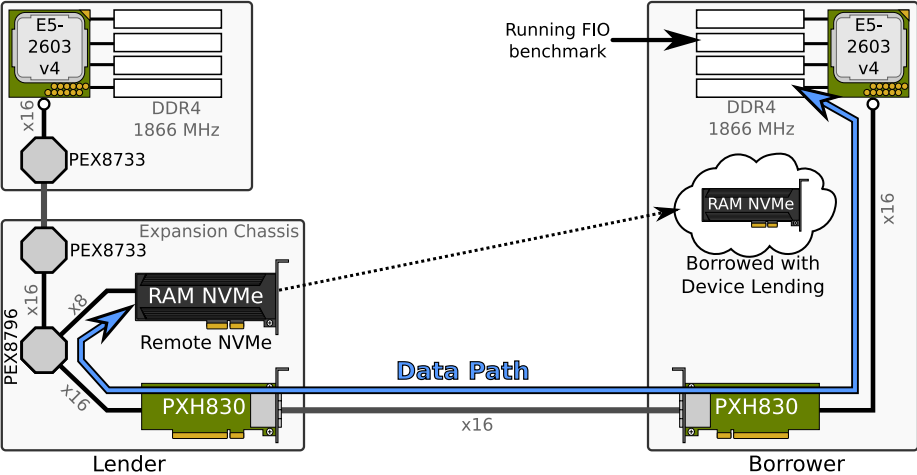 E5-
2603
v4
DDR4
1866 MHz
x16
PEX8733
PEX8733
Expansion Chassis
x16
x8
PEX8796
RAM NVMe
Remote NVMe
x16
PXH830
Lender
Data Path
x16
Running FIO
benchmark
E5-
2603
v4
DDR4
1866 MHz
RAM NVMe
x16
Borrowed with
Device Lending
PXH830
Borrower